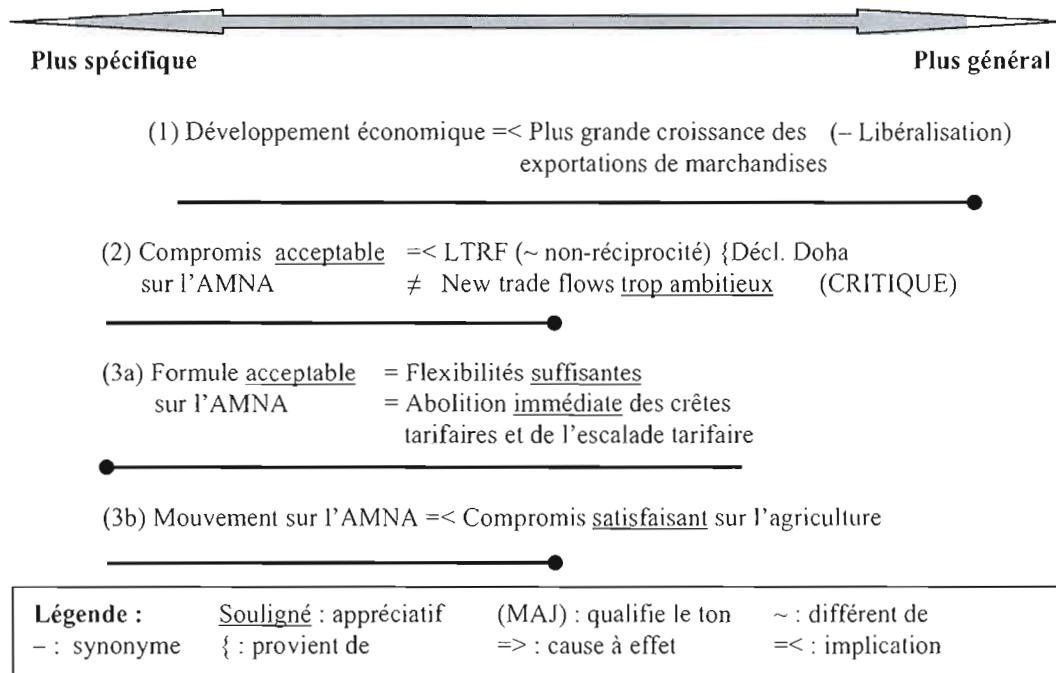 Plus spécifique Plus général
(1) Développement économique =< Plus grande croissance des (– Libéralisation)
exportations de marchandises
(2) Compromis acceptable =< LTRF (~ non-réciprocité) {Décl. Doha
sur l'AMNA ≠ New trade flows trop ambitieux (CRITIQUE)
(3a) Formule acceptable = Flexibilités suffisantes
sur l'AMNA = Abolition immédiate des crêtes
tarifaires et de l'escalade tarifaire
(3b) Mouvement sur l'AMNA =< Compromis satisfaisant sur l'agriculture
Légende : Souligné : appréciatif (MAJ) : qualifie le ton ~ : différent de
– : synonyme { : provient de => : cause à effet =< : implication